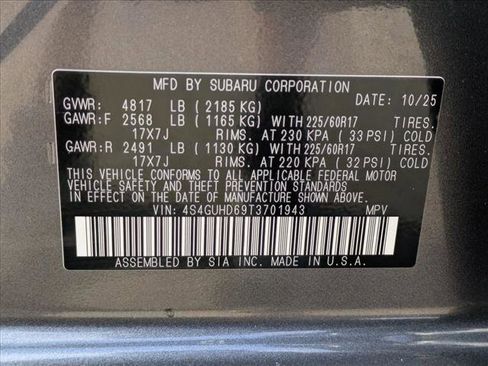 MFD BY SUBARU CORPORATION
GVWR: 4817 LB (2185 KG) DATE: 10/25
GAWR:F 2568 LB (1165 KG) WITH 225/60R17 TIRES.
17X7J RIMS. AT 230 KPA (33 PSI) COLD
GAWR:R 2491 LB (1130 KG) WITH 225/60R17 TIRES.
17X7J RIMS. AT 220 KPA (32 PSI) COLD
THIS VEHICLE CONFORMS TO ALL APPLICABLE FEDERAL MOTOR
VEHICLE SAFETY AND THEFT PREVENTION STANDARDS
IN EFFECT ON THE DATE OF MANUFACTURE SHOWN ABOVE.
VIN: 4S4GUHD69T3701943 MPV
ASSEMBLED BY SIA INC. MADE IN U.S.A.